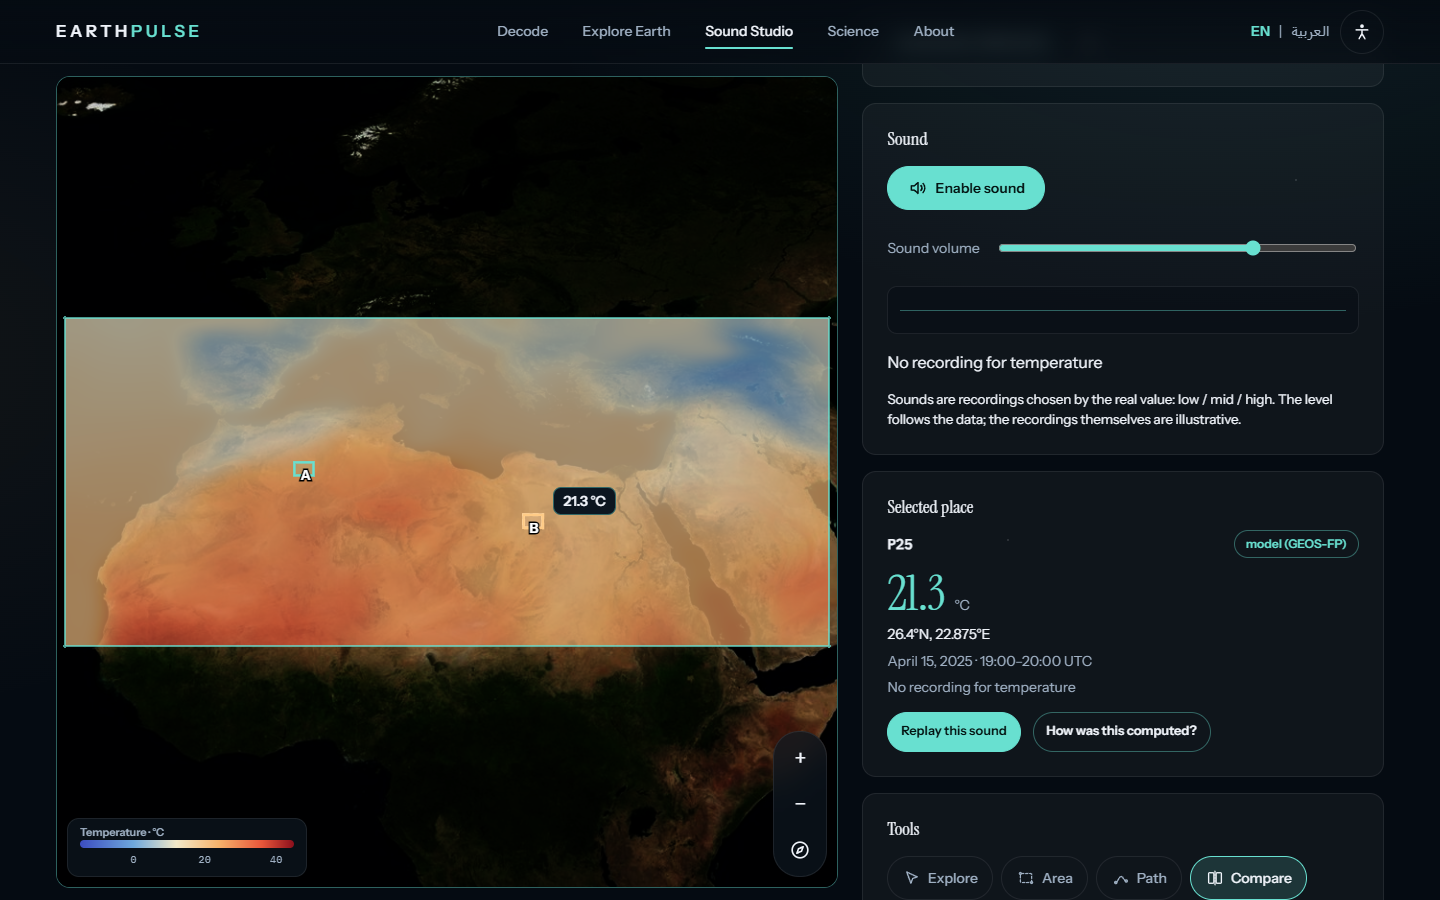 EARTHPULSE
Decode
Explore Earth
Sound Studio
Science
About
EN | العربية
Sound
Enable sound
Sound volume
No recording for temperature
Sounds are recordings chosen by the real value: low / mid / high. The level
follows the data; the recordings themselves are illustrative.
A
21.3 °C
B
Selected place
P25
model (GEOS-FP)
21.3 °C
26.4°N, 22.875°E
April 15, 2025 · 19:00–20:00 UTC
No recording for temperature
Replay this sound
How was this computed?
+
−
Temperature · °C
0 20 40
Tools
Explore
Area
Path
Compare